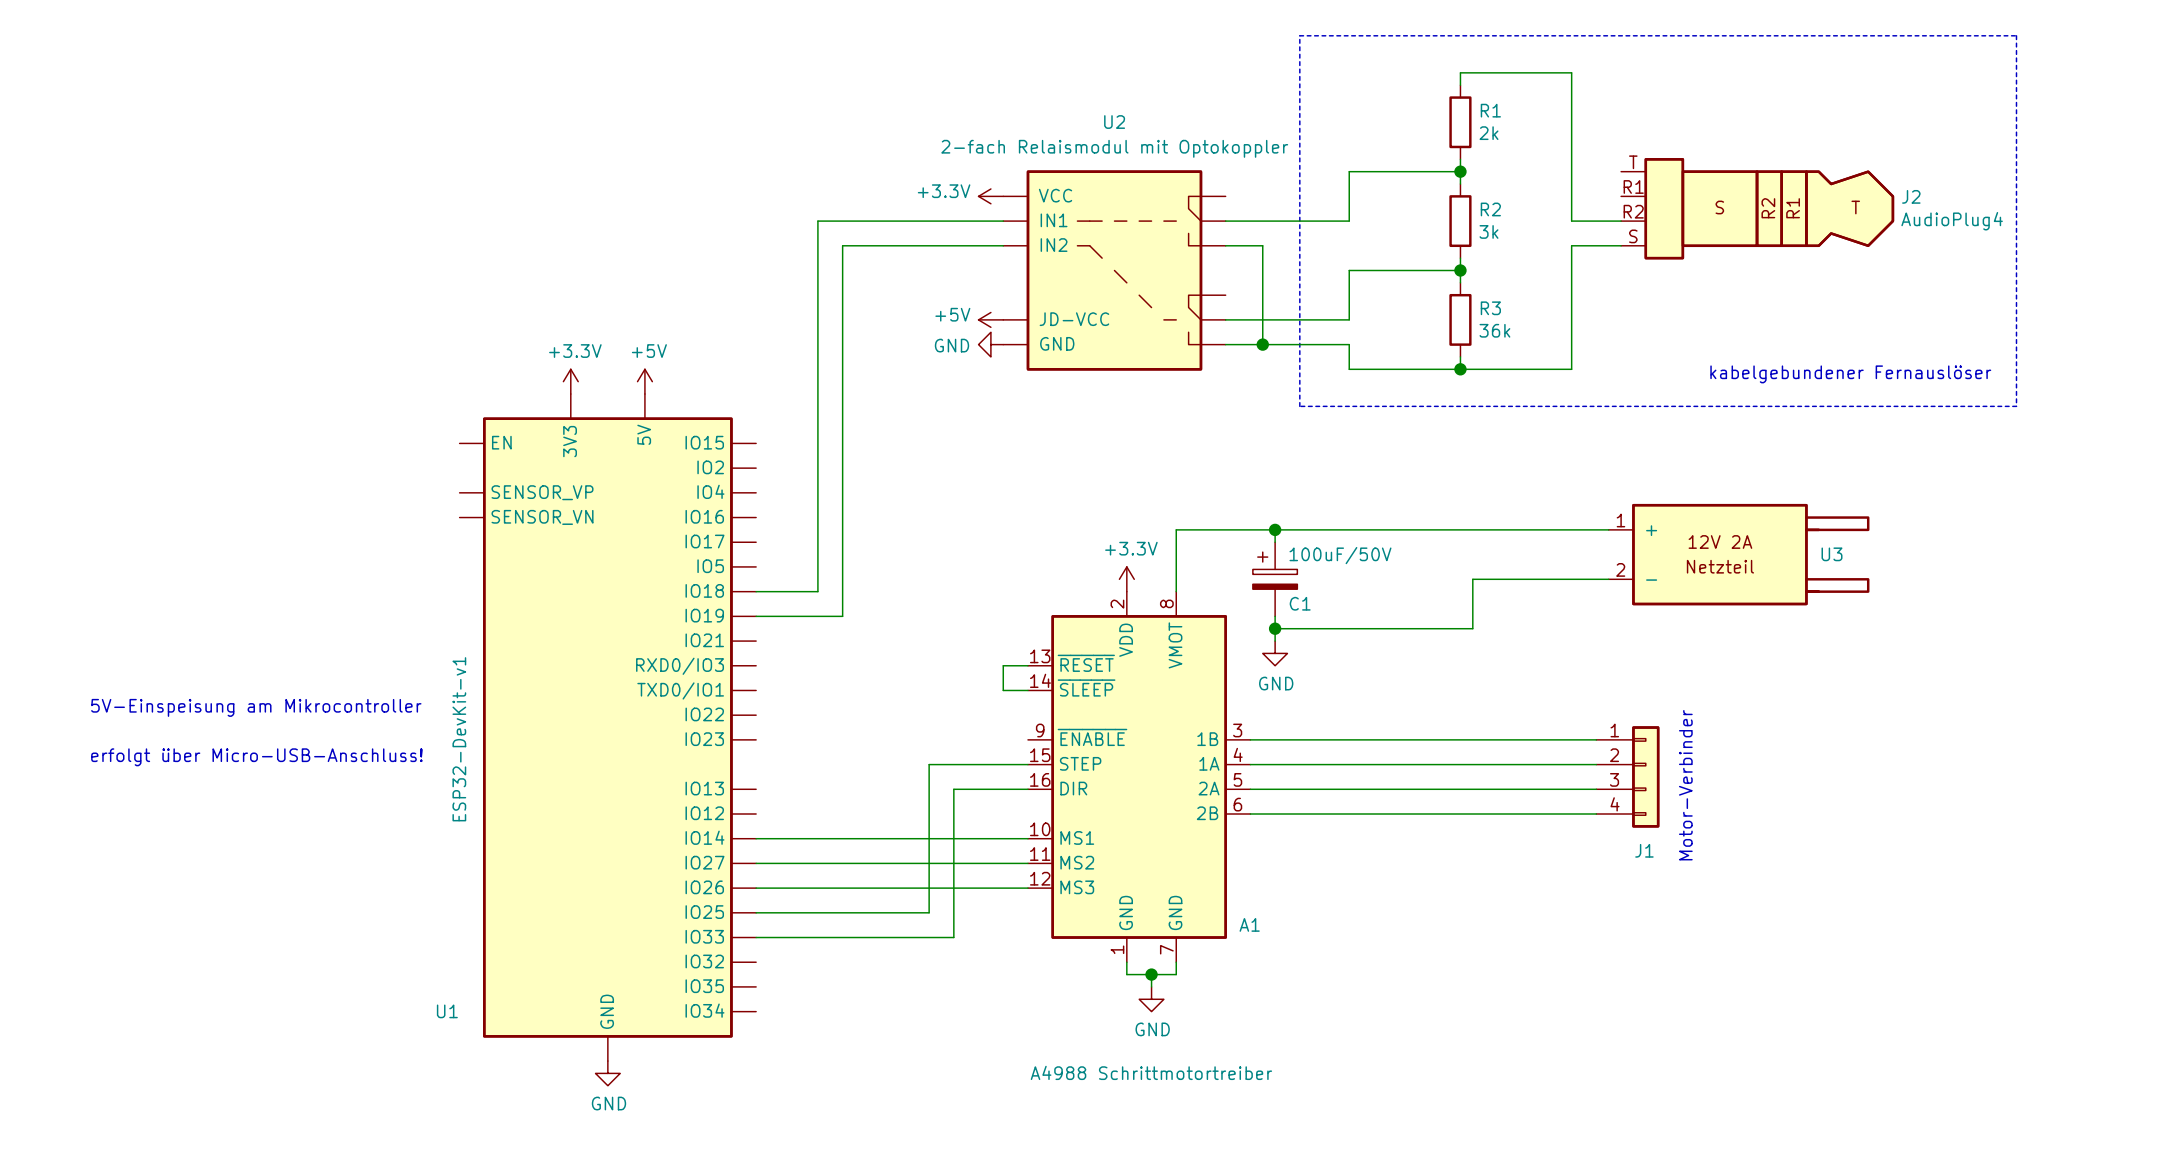 U2
2-fach Relaismodul mit Optokoppler
+3.3V
VCC
IN1
IN2
+5V
JD-VCC
GND
GND
R1
2k
R2
3k
R3
36k
T
R1
R2
S
S
R2
R1
T
J2
AudioPlug4
kabelgebundener Fernauslöser
+3.3V
+5V
3V3
5V
EN
SENSOR_VP
SENSOR_VN
IO15
IO2
IO4
IO16
IO17
IO5
IO18
IO19
IO21
RXD0/IO3
TXD0/IO1
IO22
IO23
IO13
IO12
IO14
IO27
IO26
IO25
IO33
IO32
IO35
IO34
GND
U1
ESP32-DevKit-v1
GND
5V-Einspeisung am Mikrocontroller
erfolgt über Micro-USB-Anschluss!
+3.3V
2
8
VDD
VMOT
13
RESET
14
SLEEP
9
ENABLE
15
STEP
16
DIR
10
MS1
11
MS2
12
MS3
1B
3
1A
4
2A
5
2B
6
GND
GND
1
7
A1
GND
A4988 Schrittmotortreiber
+
100uF/50V
C1
GND
1
+
2
-
12V 2A
Netzteil
U3
1
2
3
4
J1
Motor-Verbinder